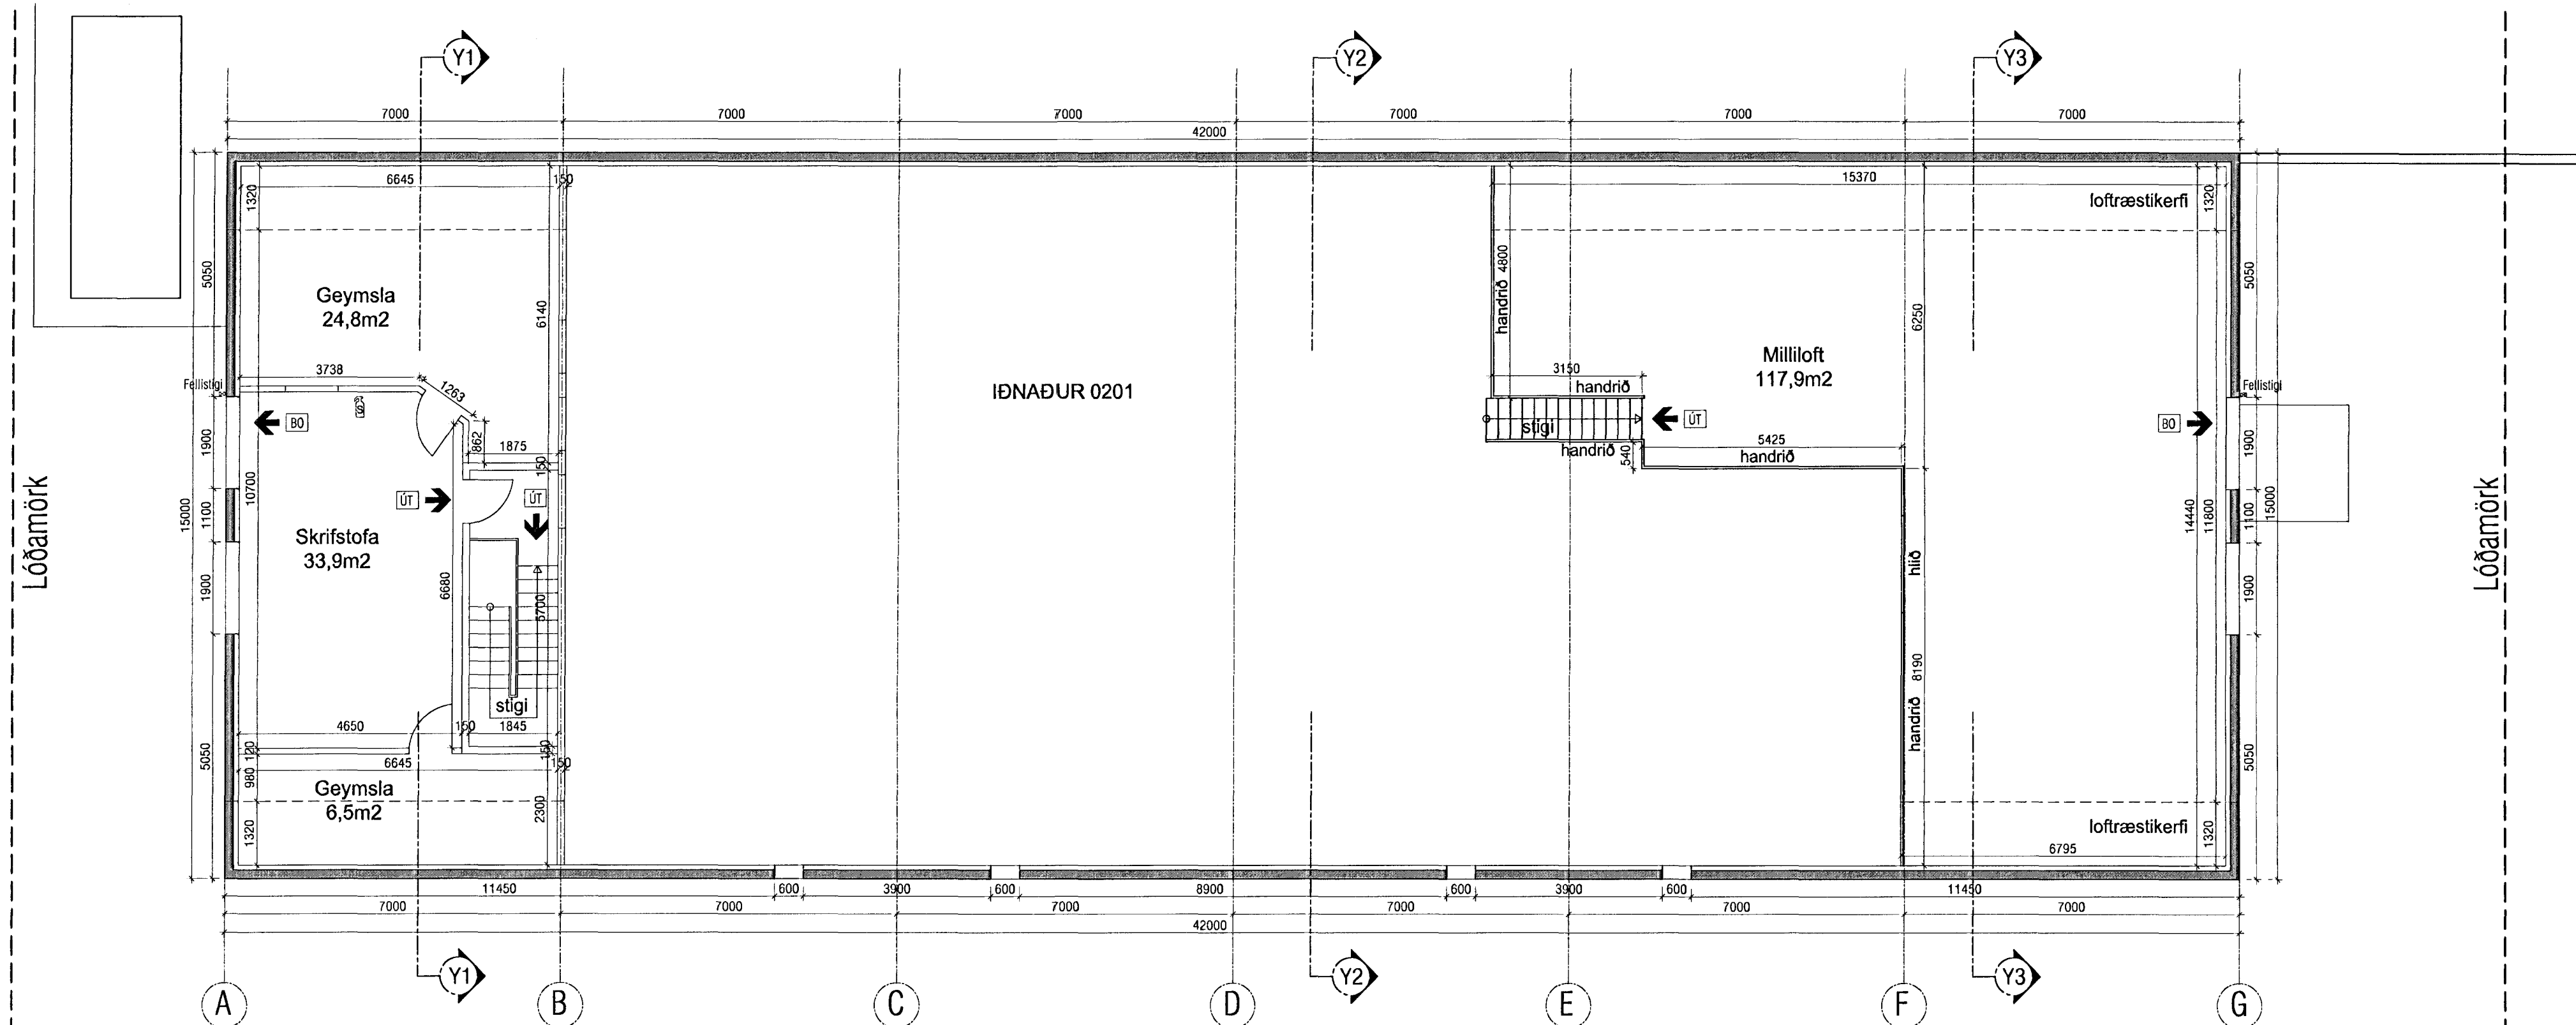 Y1
Y2
Y3
7000
7000
7000
7000
7000
7000
42000
6645
150
1320
15370
loftræstikerfi
1320
5050
Geymsla
24,8m2
6140
handrið 4800
6250
5050
IÐNAÐUR 0201
Milliloft
117,9m2
3738
1263
3150
handrið
Fellistigi
Fellistigi
BO
862
1875
150
stigi
ÚT
handrið
540
5425
handrið
BO
1900
1900
Lóðamörk
15000
10700
1100
ÚT
ÚT
Skrifstofa
33,9m2
6680
5700
1900
hlið
14440
11800
1100
15000
1900
Lóðamörk
stigi
4650
150
1845
120
150
6645
150
980
5050
Geymsla
6,5m2
2300
1320
handrið
8190
loftræstikerfi
1320
6795
5050
11450
600
3900
600
8900
600
3900
600
11450
7000
7000
7000
7000
7000
7000
42000
Y1
Y2
Y3
A
B
C
D
E
F
G